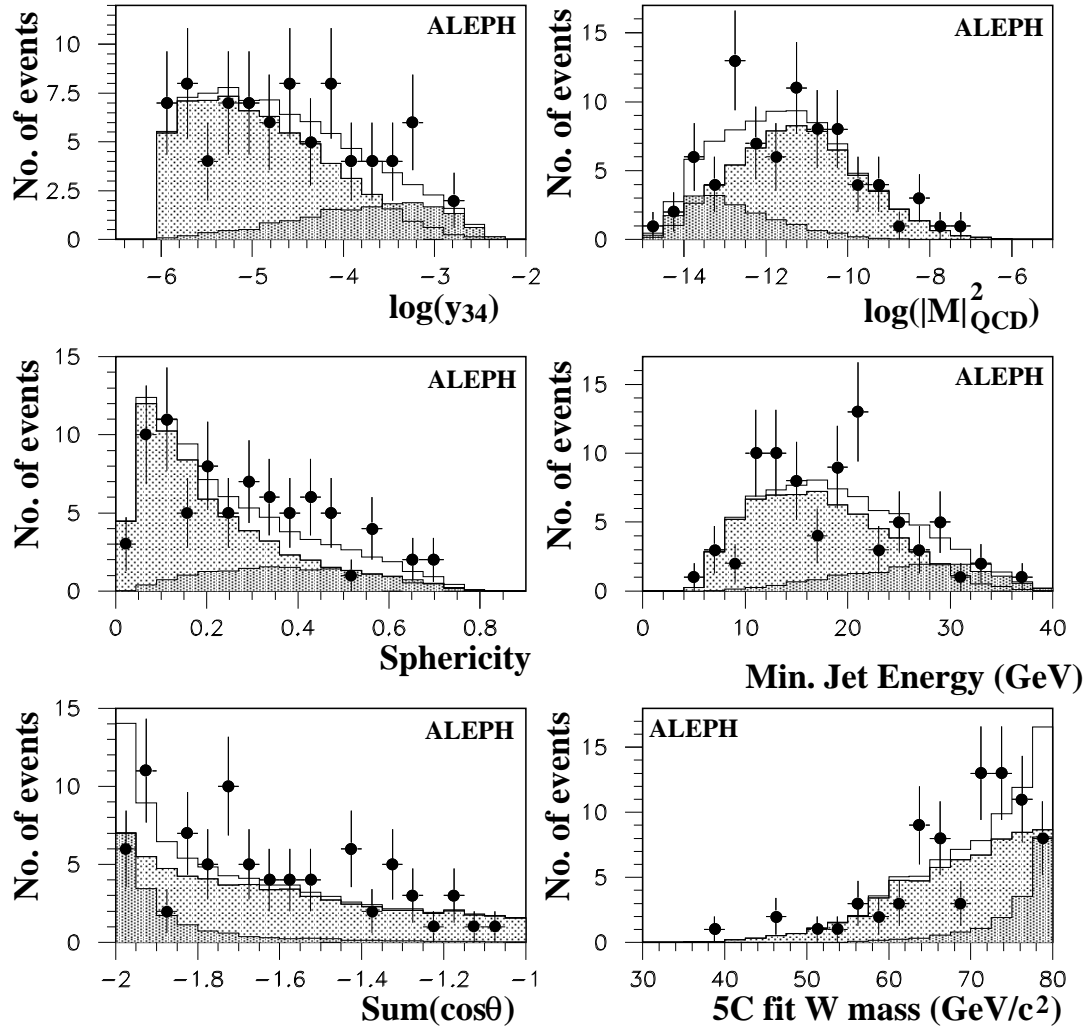 No. of events
ALEPH
10
7.5
5
2.5
0
−6 −5 −4 −3 −2
log(y34)
No. of events
ALEPH
15
10
5
0
−14 −12 −10 −8 −6
log(|M|²QCD)
No. of events
ALEPH
15
10
5
0
0 0.2 0.4 0.6 0.8
Sphericity
No. of events
ALEPH
15
10
5
0
0 10 20 30 40
Min. Jet Energy (GeV)
No. of events
ALEPH
15
10
5
0
−2 −1.8 −1.6 −1.4 −1.2 −1
Sum(cosθ)
No. of events
ALEPH
15
10
5
0
30 40 50 60 70 80
5C fit W mass (GeV/c²)